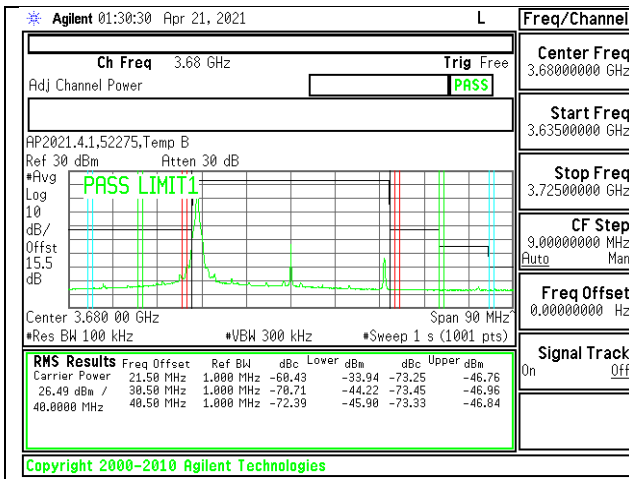 Agilent 01:30:30 Apr 21, 2021 L
Freq/Channel
Ch Freq 3.68 GHz Trig Free
Adj Channel Power PASS
Center Freq
3.68000000 GHz
Start Freq
3.63500000 GHz
Stop Freq
3.72500000 GHz
CF Step
9.00000000 MHz
Auto Man
Freq Offset
0.00000000 Hz
Signal Track
On Off
AP2021.4.1,52275,Temp B
Ref 30 dBm Atten 30 dB
#Avg
Log
10
dB/
Offst
15.5
dB
PASS LIMIT1
Center 3.680 00 GHz Span 90 MHz^
#Res BW 100 kHz #VBW 300 kHz #Sweep 1 s (1001 pts)
RMS Results Freq Offset Ref BW dBc Lower dBm dBc Upper dBm
Carrier Power 21.50 MHz 1.000 MHz -60.43 -33.94 -73.25 -46.76
26.49 dBm / 30.50 MHz 1.000 MHz -70.71 -44.22 -73.45 -46.96
40.0000 MHz 40.50 MHz 1.000 MHz -72.39 -45.90 -73.33 -46.84
Copyright 2000-2010 Agilent Technologies